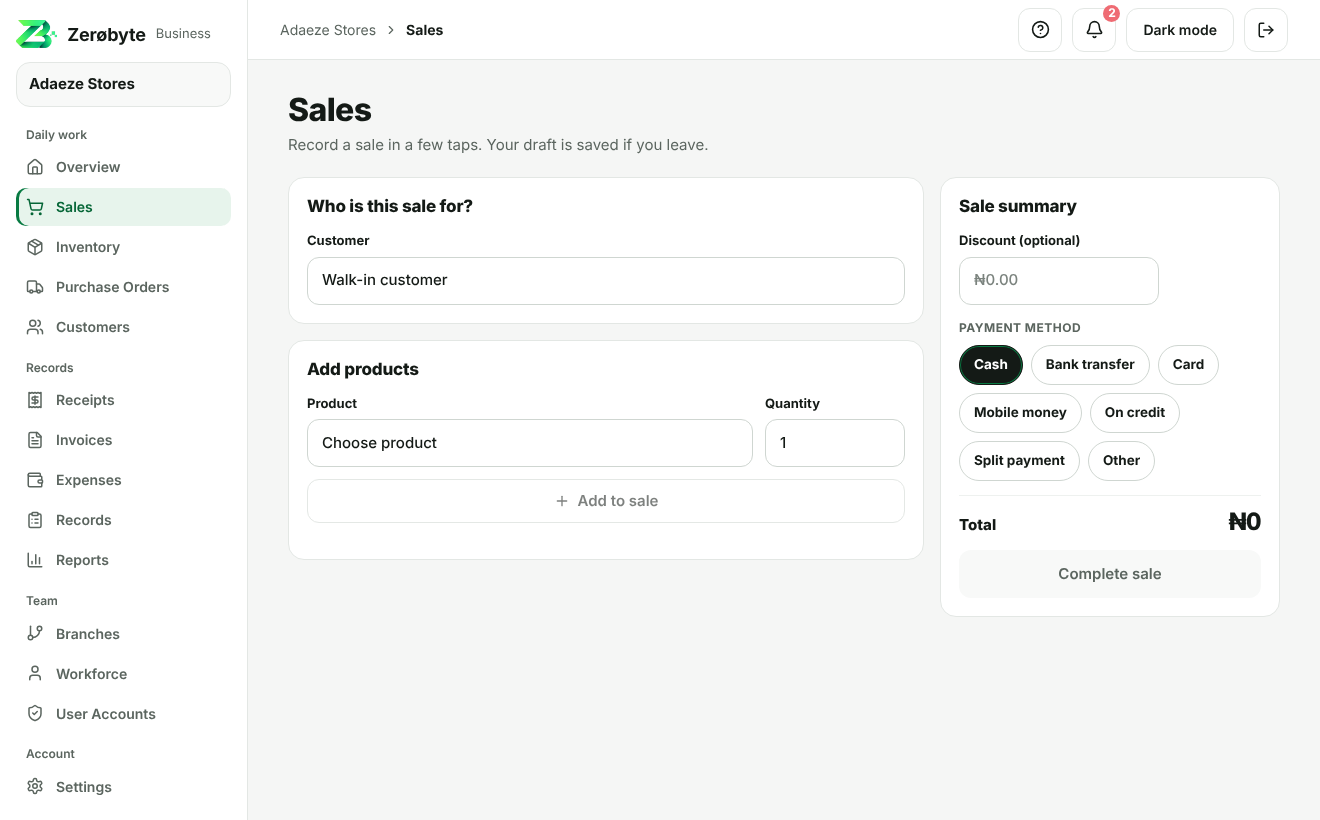 Zerøbyte Business
Adaeze Stores
Daily work
Overview
Sales
Inventory
Purchase Orders
Customers
Records
Receipts
Invoices
Expenses
Records
Reports
Team
Branches
Workforce
User Accounts
Account
Settings
Adaeze Stores > Sales
2
Dark mode
Sales
Record a sale in a few taps. Your draft is saved if you leave.
Who is this sale for?
Customer
Walk-in customer
Add products
Product Quantity
Choose product 1
+ Add to sale
Sale summary
Discount (optional)
₦0.00
PAYMENT METHOD
Cash Bank transfer Card
Mobile money On credit
Split payment Other
Total ₦0
Complete sale